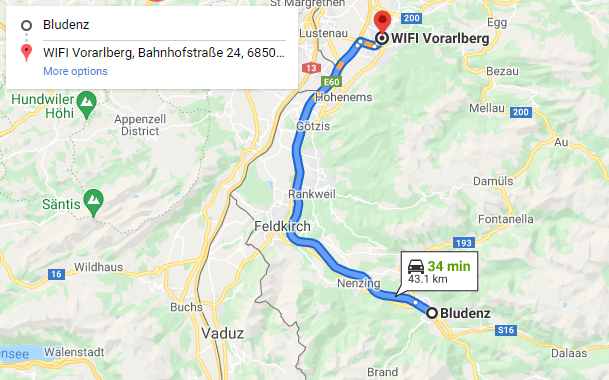 Bludenz
WIFI Vorarlberg, Bahnhofstraße 24, 6850...
More options
St Margrethen
Egg
Lustenau
WIFI Vorarlberg
13
200
Bezau
E60
Hohenems
Hundwiler
Höhi
Appenzell
District
Götzis
Mellau
200
Au
Säntis
Rankweil
Damüls
Feldkirch
Fontanella
193
Wildhaus
16
34 min
43.1 km
Nenzing
Buchs
Bludenz
Vaduz
S16
ensee
Walenstadt
Dalaas
Brand